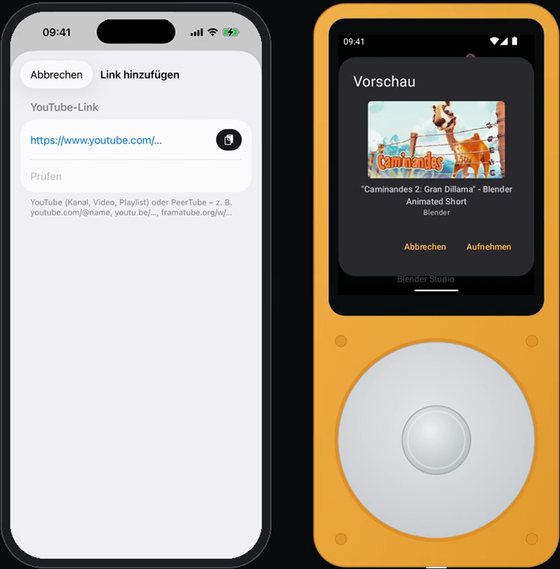 09:41
Abbrechen Link hinzufügen
YouTube-Link
https://www.youtube.com/...
Prüfen
YouTube (Kanal, Video, Playlist) oder PeerTube – z. B.
youtube.com/@name, youtu.be/..., framatube.org/w/...
09:41
Vorschau
Caminandes
"Caminandes 2: Gran Dillama" - Blender
Animated Short
Blender
Abbrechen Aufnehmen
Blender Studio